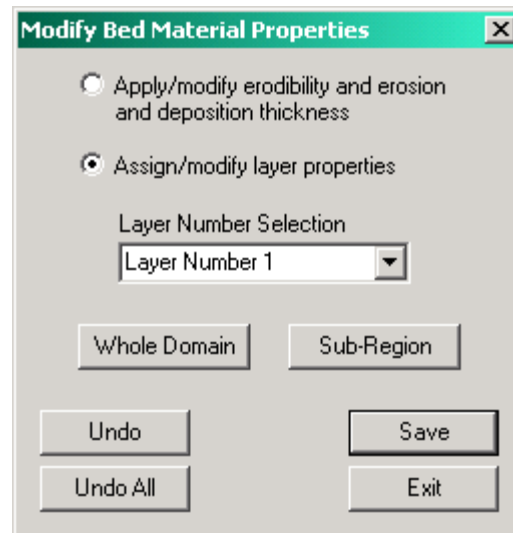 Modify Bed Material Properties
Apply/modify erodibility and erosion
and deposition thickness
Assign/modify layer properties
Layer Number Selection
Layer Number 1
Whole Domain Sub-Region
Undo Save
Undo All Exit